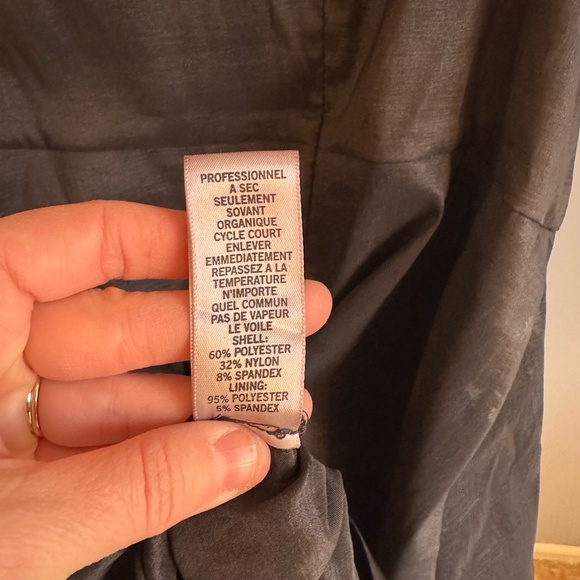 PROFESSIONNEL
A SEC
SEULEMENT
SOVANT
ORGANIQUE
CYCLE COURT
ENLEVER
EMMEDIATEMENT
REPASSEZ A LA
TEMPERATURE
N'IMPORTE
QUEL COMMUN
PAS DE VAPEUR
LE VOILE
SHELL:
60% POLYESTER
32% NYLON
8% SPANDEX
LINING:
95% POLYESTER
5% SPANDEX